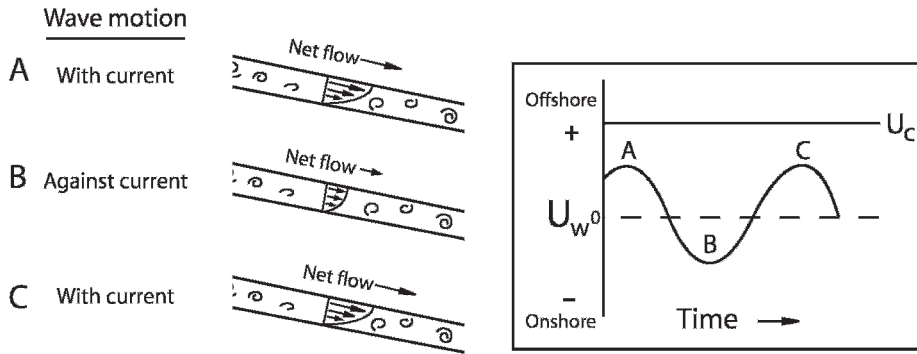 Wave motion
A With current
Net flow
B Against current
Net flow
C With current
Net flow
Offshore
+
U_c
A
C
U_w 0
B
–
Onshore
Time